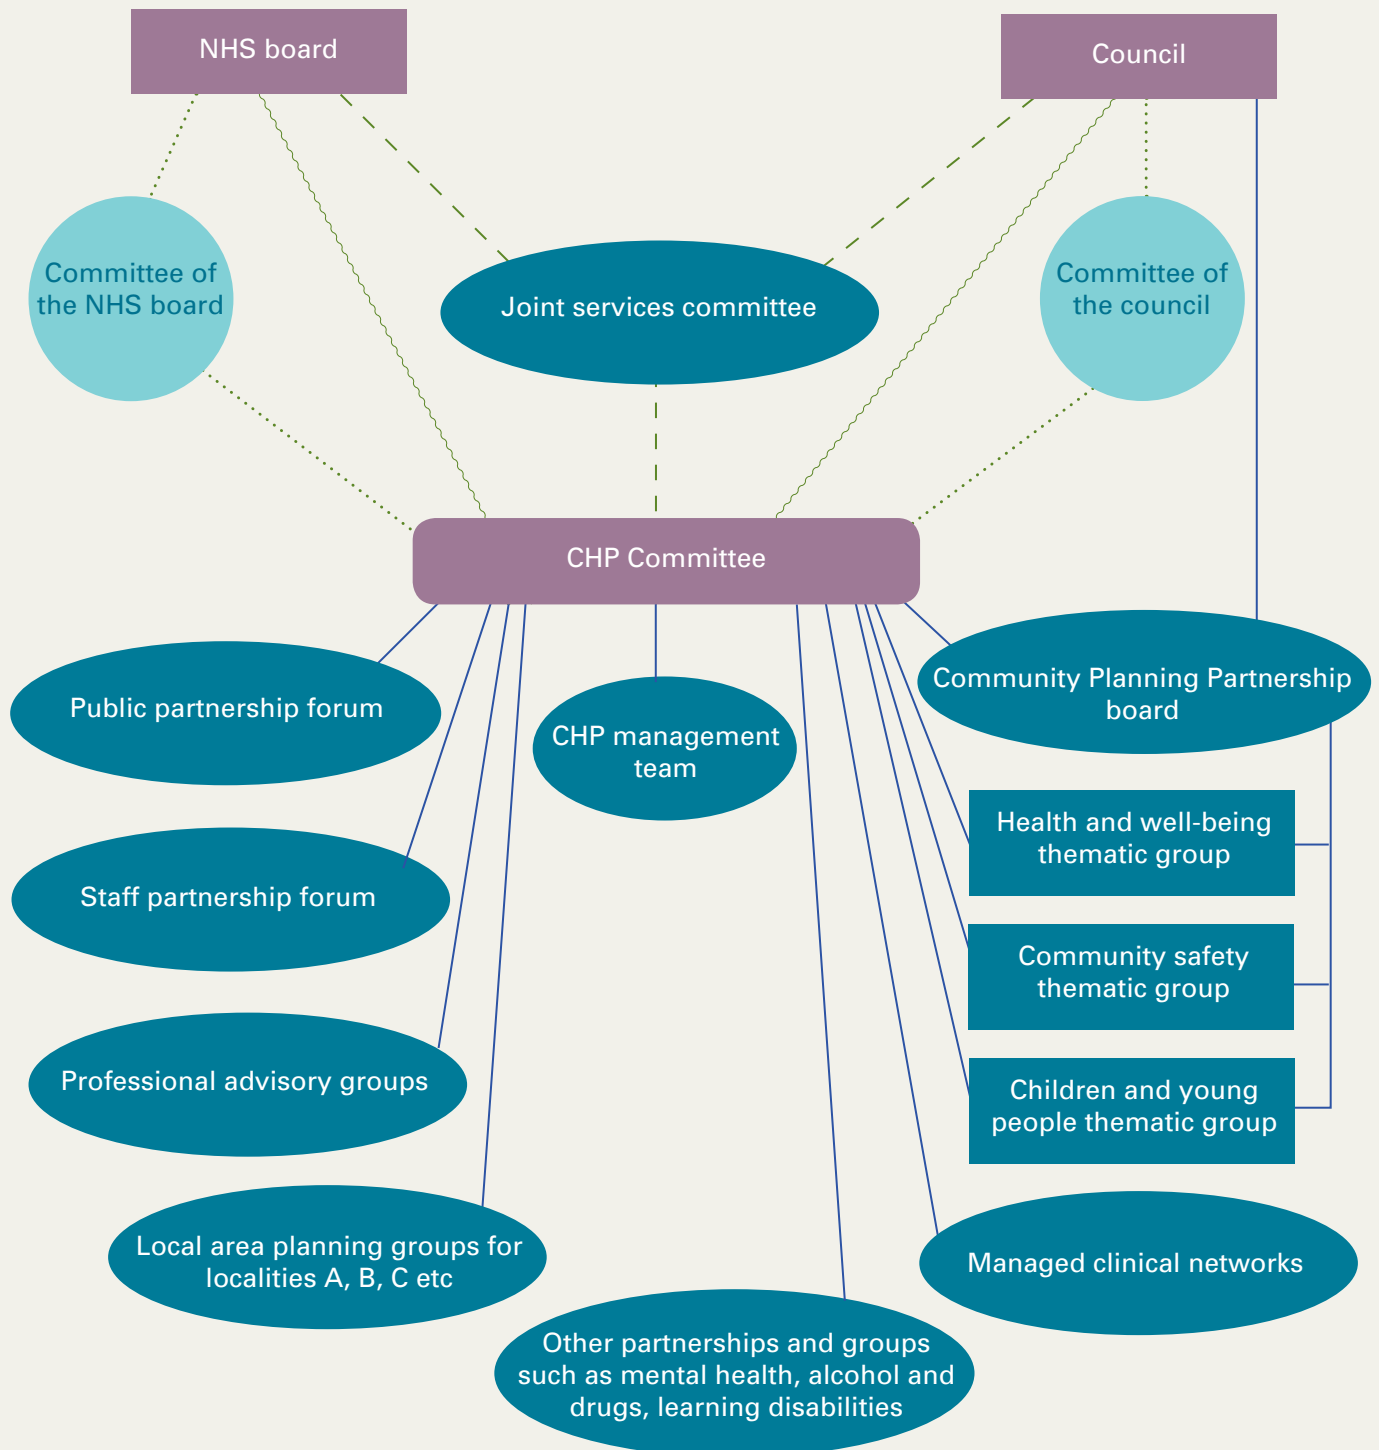 NHS board
Council
Committee of
the NHS board
Joint services committee
Committee of
the council
CHP Committee
Public partnership forum
CHP management
team
Community Planning Partnership
board
Health and well-being
thematic group
Staff partnership forum
Community safety
thematic group
Professional advisory groups
Children and young
people thematic group
Local area planning groups for
localities A, B, C etc
Managed clinical networks
Other partnerships and groups
such as mental health, alcohol and
drugs, learning disabilities